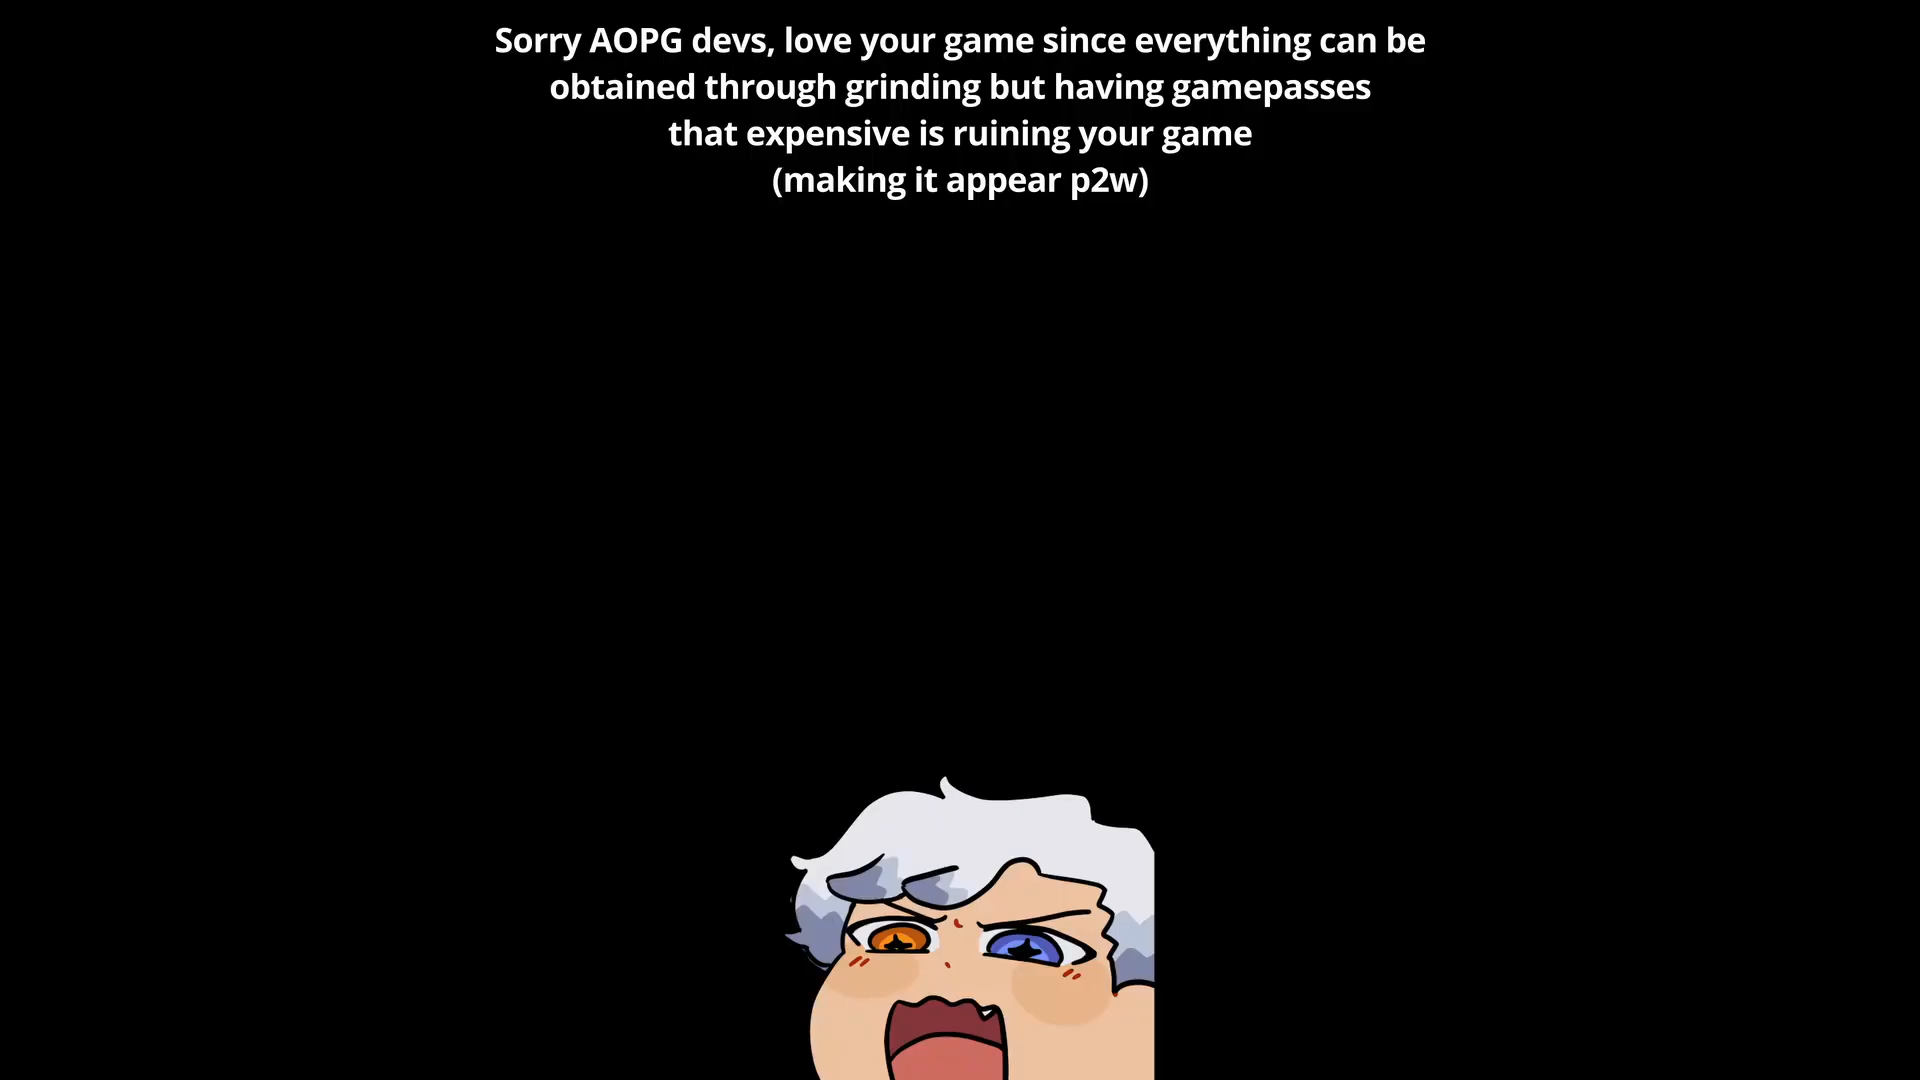 Sorry AOPG devs, love your game since everything can be
obtained through grinding but having gamepasses
that expensive is ruining your game
(making it appear p2w)